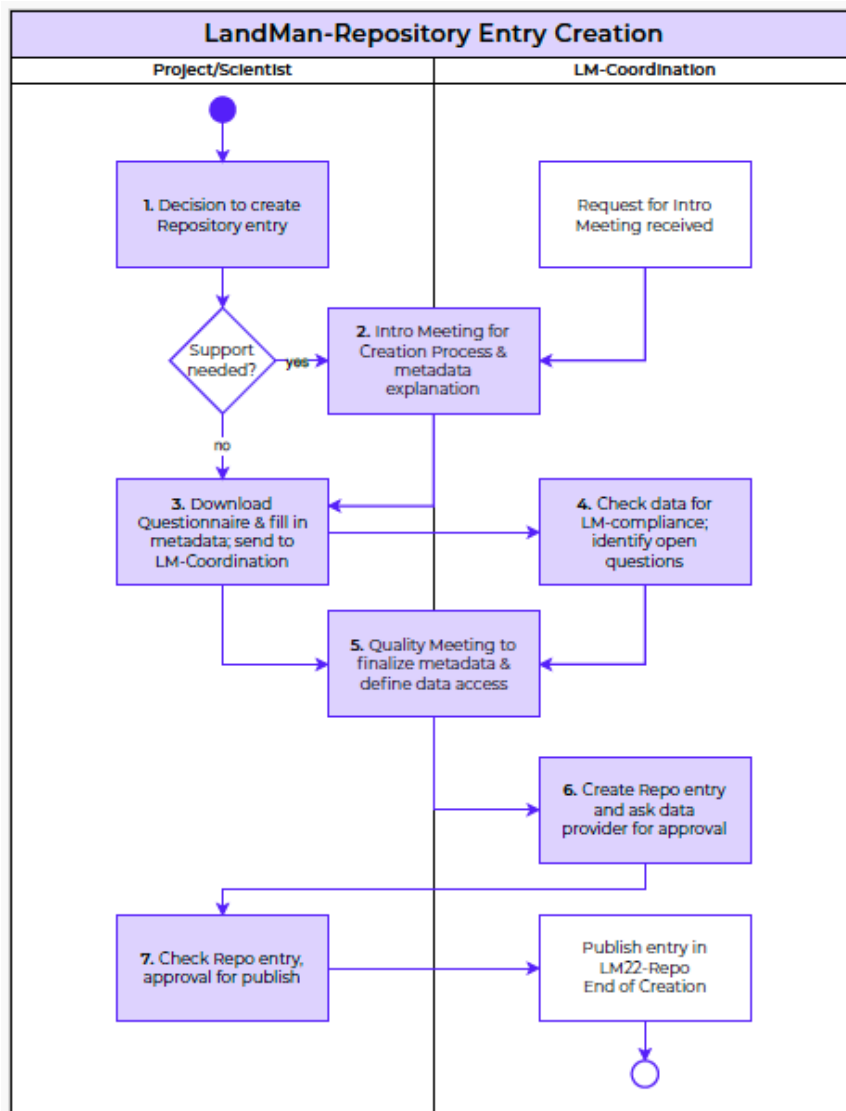 LandMan-Repository Entry Creation
Project/Scientist
LM-Coordination
1. Decision to create
Repository entry
Request for Intro
Meeting received
Support
needed?
yes
2. Intro Meeting for
Creation Process &
metadata
explanation
no
3. Download
Questionnaire & fill in
metadata; send to
LM-Coordination
4. Check data for
LM-compliance;
identify open
questions
5. Quality Meeting to
finalize metadata &
define data access
6. Create Repo entry
and ask data
provider for approval
7. Check Repo entry,
approval for publish
Publish entry in
LM22-Repo
End of Creation